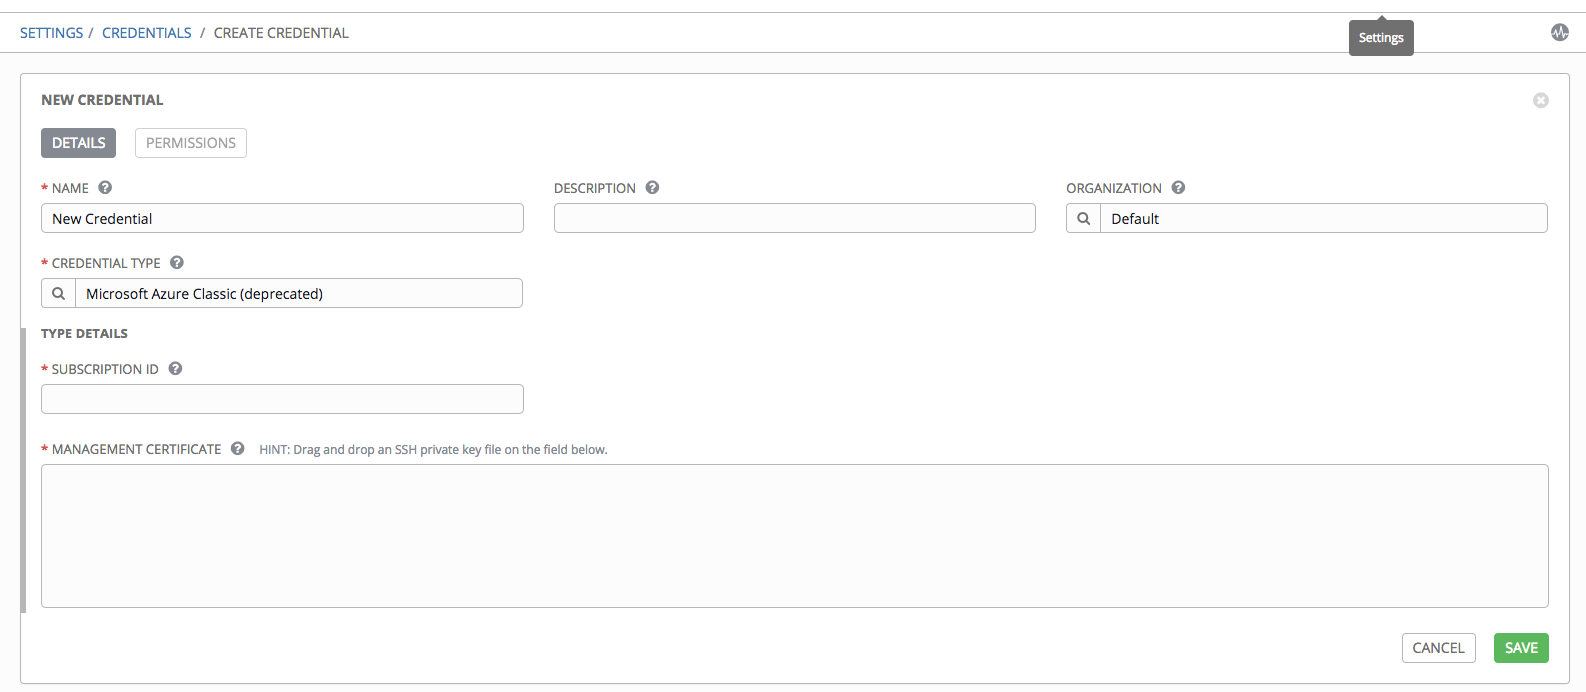 SETTINGS / CREDENTIALS / CREATE CREDENTIAL
Settings
NEW CREDENTIAL
DETAILS PERMISSIONS
* NAME ? DESCRIPTION ? ORGANIZATION ?
New Credential Default
* CREDENTIAL TYPE ?
Microsoft Azure Classic (deprecated)
TYPE DETAILS
* SUBSCRIPTION ID ?
* MANAGEMENT CERTIFICATE ? HINT: Drag and drop an SSH private key file on the field below.
CANCEL SAVE